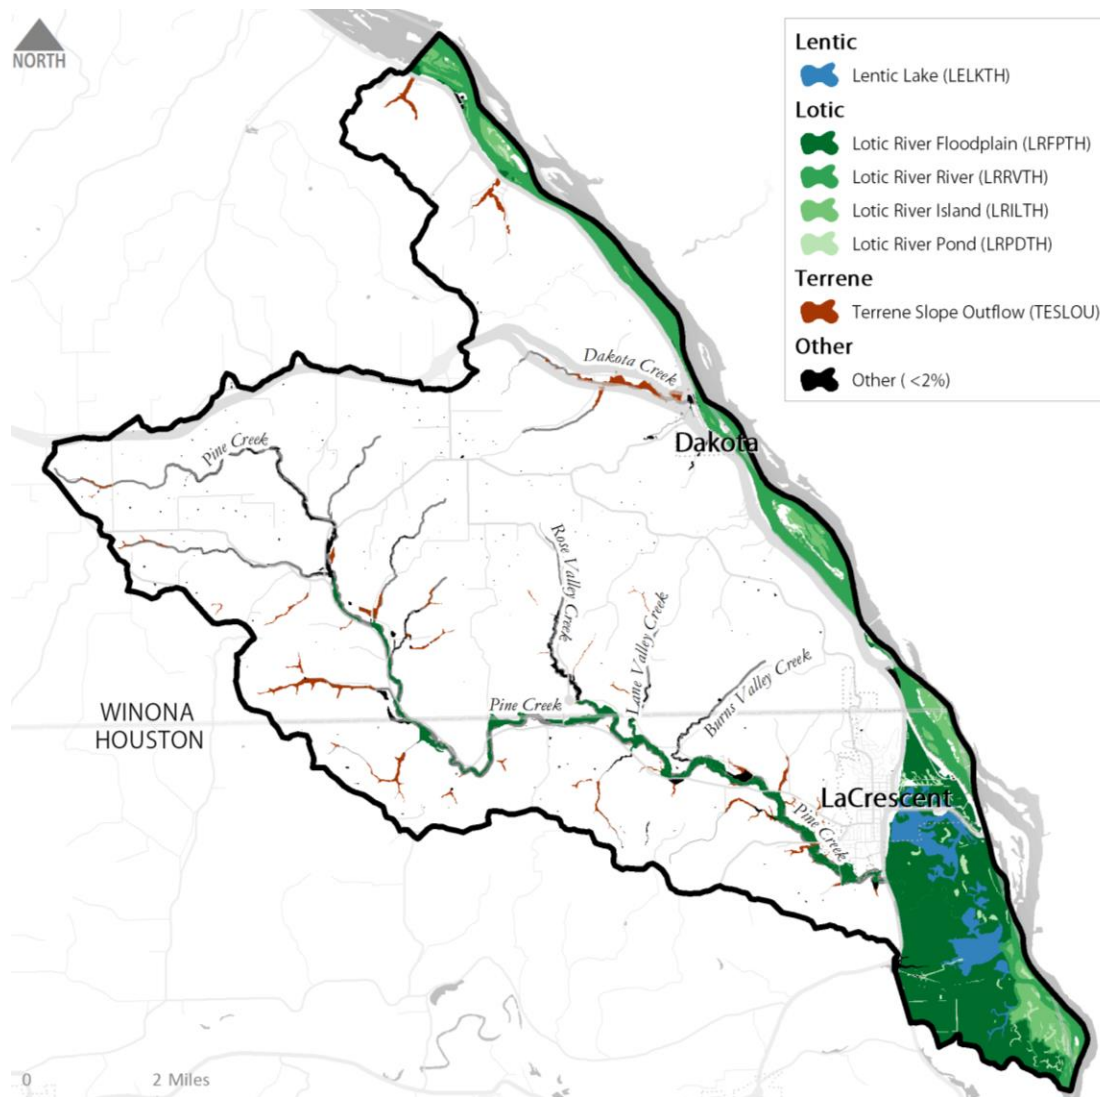 NORTH
Lentic
Lentic Lake (LELKTH)
Lotic
Lotic River Floodplain (LRFPTH)
Lotic River River (LRRVTH)
Lotic River Island (LRILTH)
Lotic River Pond (LRPDTH)
Terrene
Terrene Slope Outflow (TESLOU)
Other
Other ( <2%)
Dakota Creek
Dakota
Pine Creek
Rose Valley Creek
Lane Valley Creek
Burns Valley Creek
Pine Creek
WINONA
HOUSTON
LaCrescent
Pine Creek
0 2 Miles